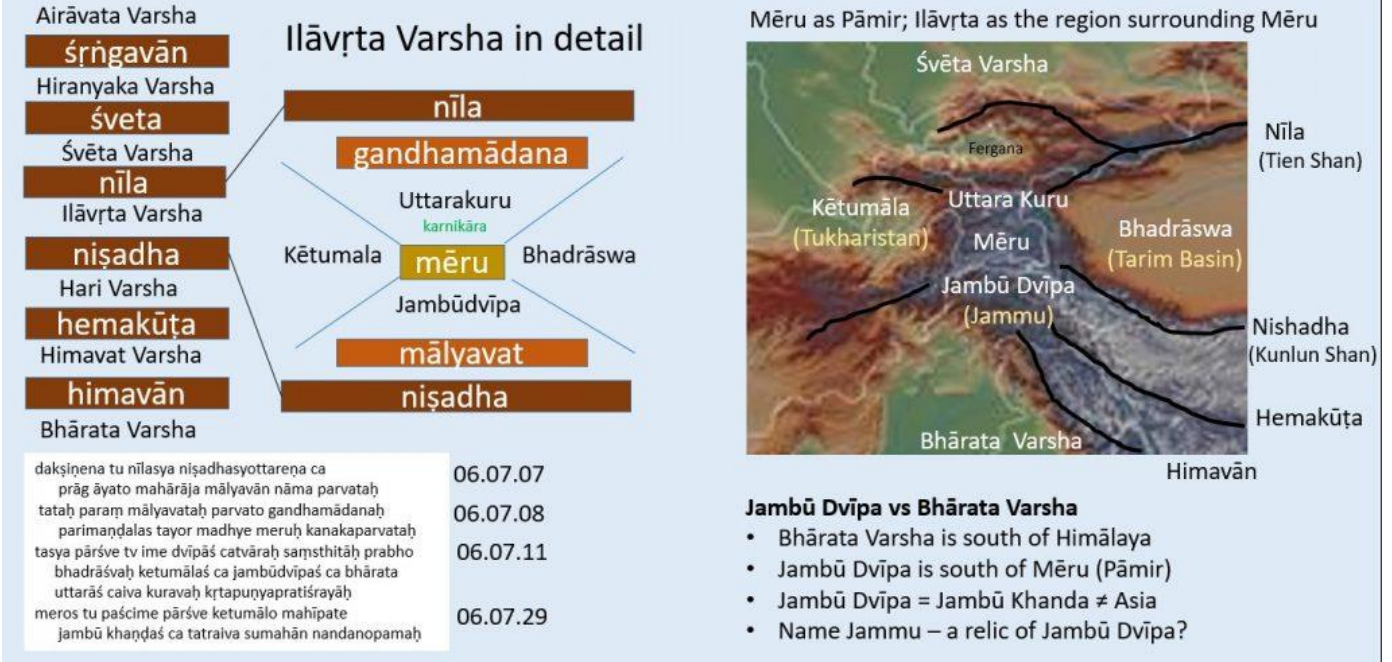 Airāvata Varsha
śṛṅgavān
Hiranyaka Varsha
śveta
Śvēta Varsha
nīla
Ilāvṛta Varsha
niṣadha
Hari Varsha
hemakūṭa
Himavat Varsha
himavān
Bhārata Varsha
Ilāvṛta Varsha in detail
nīla
gandhamādana
Uttarakuru
karnikāra
Kētumala
mēru
Bhadrāswa
Jambūdvīpa
mālyavat
niṣadha
dakṣiṇena tu nīlasya niṣadhasyottareṇa ca
prāg āyato mahārāja mālyavān nāma parvataḥ
06.07.07
tataḥ paraṃ mālyavataḥ parvato gandhamādanaḥ
parimaṇḍalas tayor madhye meruḥ kanakaparvataḥ
06.07.08
tasya pārśve tv ime dvīpāś catvāraḥ saṃsthitāḥ prabho
bhadrāśvaḥ ketumālaś ca jambūdvīpaś ca bhārata
uttarāś caiva kuravaḥ kṛtapuṇyapratiśrayāḥ
06.07.11
meros tu paścime pārśve ketumālo mahīpate
jambū khaṇḍaś ca tatraiva sumahān nandanopamaḥ
06.07.29
Mēru as Pāmir; Ilāvṛta as the region surrounding Mēru
Śvēta Varsha
Fergana
Nīla
(Tien Shan)
Kētumāla
(Tukharistan)
Uttara Kuru
Mēru
Bhadrāswa
(Tarim Basin)
Jambū Dvīpa
(Jammu)
Nishadha
(Kunlun Shan)
Hemakūṭa
Bhārata Varsha
Himavān
Jambū Dvīpa vs Bhārata Varsha
• Bhārata Varsha is south of Himālaya
• Jambū Dvīpa is south of Mēru (Pāmir)
• Jambū Dvīpa = Jambū Khanda ≠ Asia
• Name Jammu – a relic of Jambū Dvīpa?